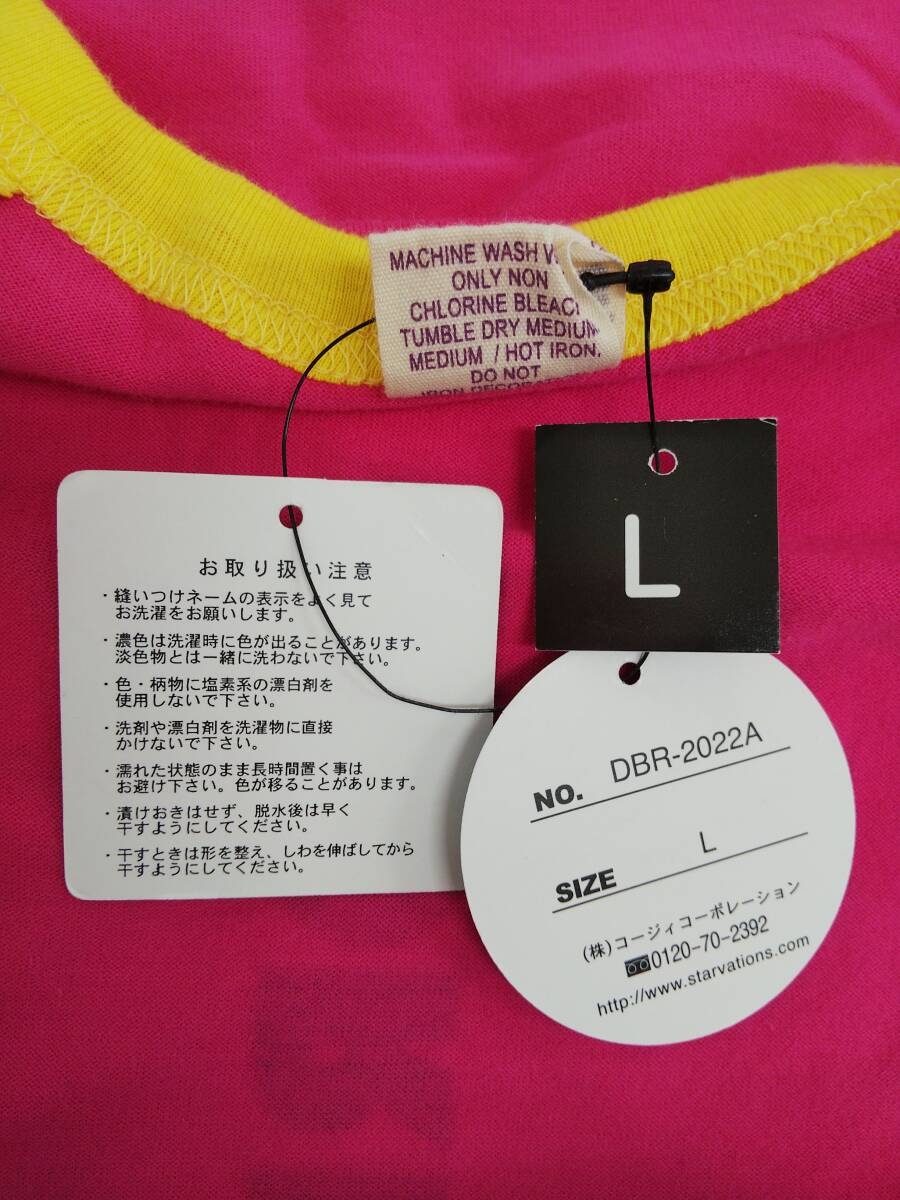 MACHINE WASH
ONLY NON
CHLORINE BLEACH
TUMBLE DRY MEDIUM
MEDIUM / HOT IRON.
DO NOT
IRON
L
お取り扱い注意
・縫いつけネームの表示をよく見て
お洗濯をお願いします。
・濃色は洗濯時に色が出ることがあります。
淡色物とは一緒に洗わないで下さい。
・色・柄物に塩素系の漂白剤を
使用しないで下さい。
・洗剤や漂白剤を洗濯物に直接
かけないで下さい。
・濡れた状態のまま長時間置く事は
お避け下さい。色が移ることがあります。
・漬けおきはせず、脱水後は早く
干すようにしてください。
・干すときは形を整え、しわを伸ばしてから
干すようにしてください。
NO. DBR-2022A
SIZE L
(株)コージィコーポレーション
0120-70-2392
http://www.starvations.com